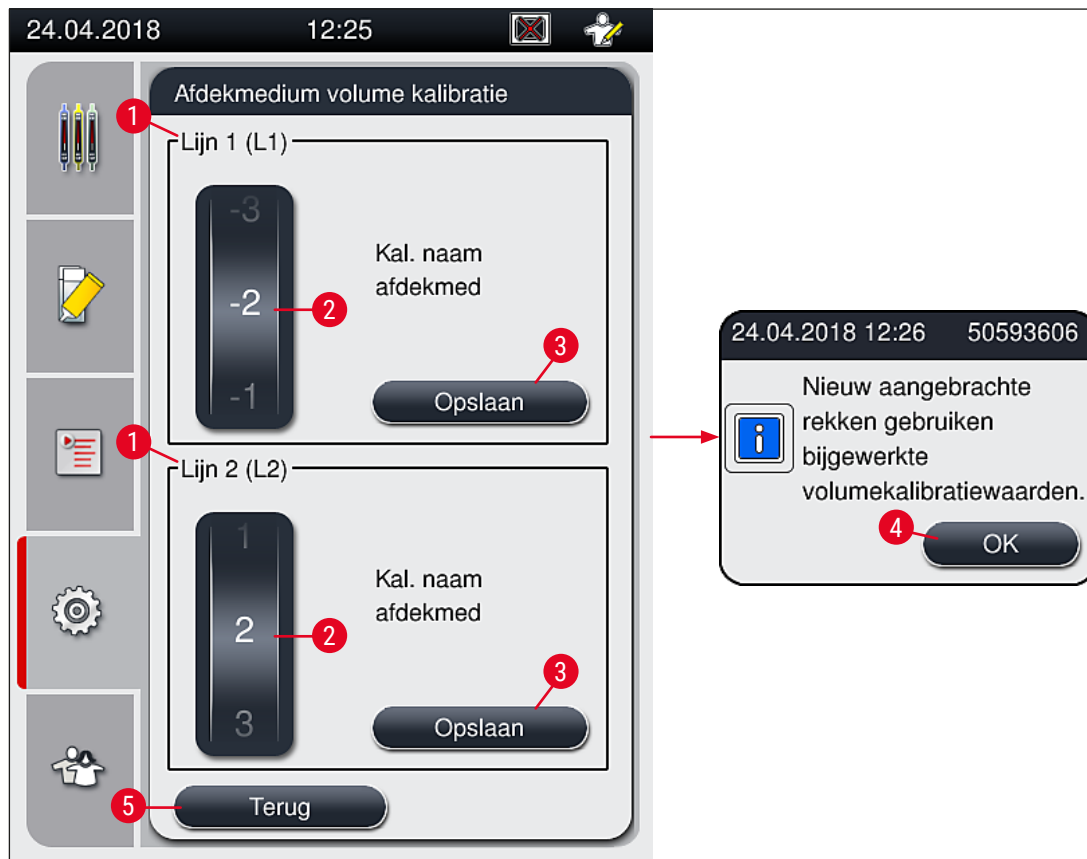 24.04.2018 12:25
Afdekmedium volume kalibratie
1
Lijn 1 (L1)
-3
-2
-1
2
Kal. naam
afdekmed
3
Opslaan
1
Lijn 2 (L2)
1
2
3
2
Kal. naam
afdekmed
3
Opslaan
5
Terug
24.04.2018 12:26 50593606
Nieuw aangebrachte
rekken gebruiken
bijgewerkte
volumekalibratiewaarden.
i
4
OK